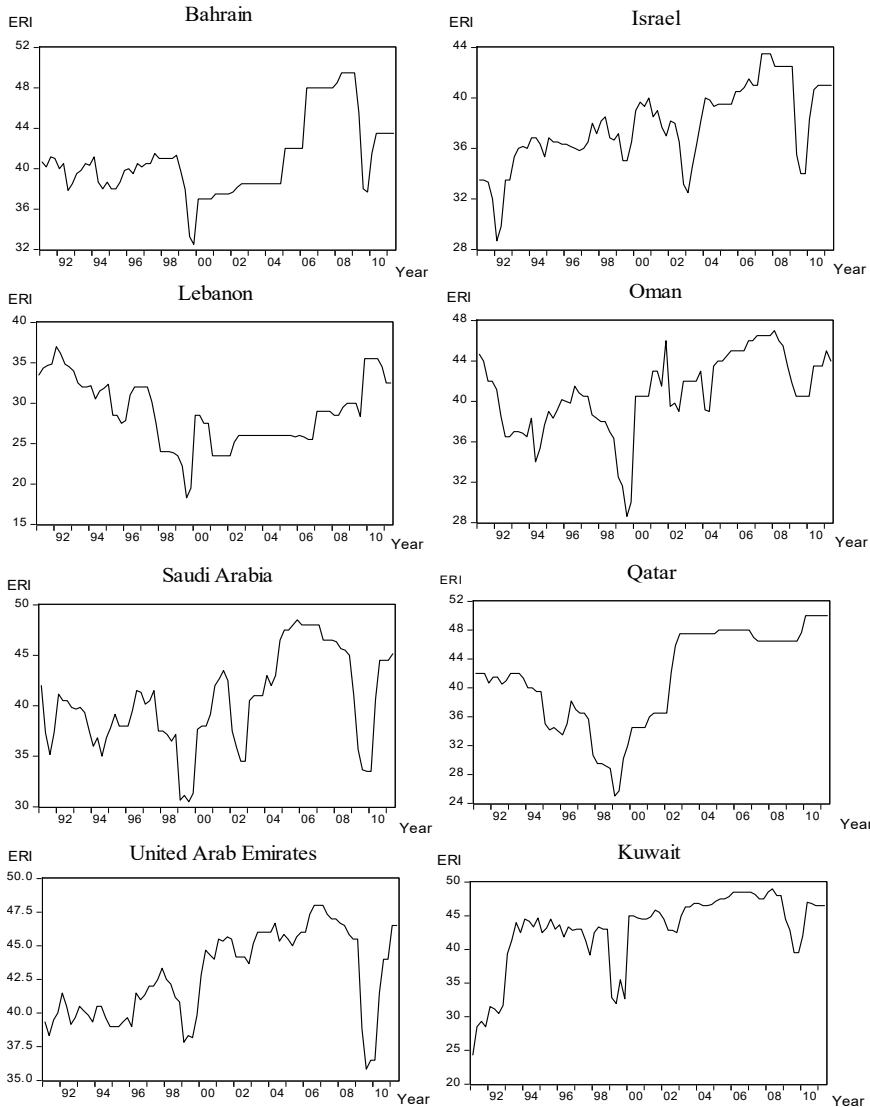 Bahrain
ERI
52
48
44
40
36
32
92 94 96 98 00 02 04 06 08 10
Year
Israel
ERI
44
40
36
32
28
92 94 96 98 00 02 04 06 08 10
Year
Lebanon
ERI
40
35
30
25
20
15
92 94 96 98 00 02 04 06 08 10
Year
Oman
ERI
48
44
40
36
32
28
92 94 96 98 00 02 04 06 08 10
Year
Saudi Arabia
ERI
50
45
40
35
30
92 94 96 98 00 02 04 06 08 10
Year
Qatar
ERI
52
48
44
40
36
32
28
24
92 94 96 98 00 02 04 06 08 10
Year
United Arab Emirates
ERI
50.0
47.5
45.0
42.5
40.0
37.5
35.0
92 94 96 98 00 02 04 06 08 10
Year
Kuwait
ERI
50
45
40
35
30
25
20
92 94 96 98 00 02 04 06 08 10
Year